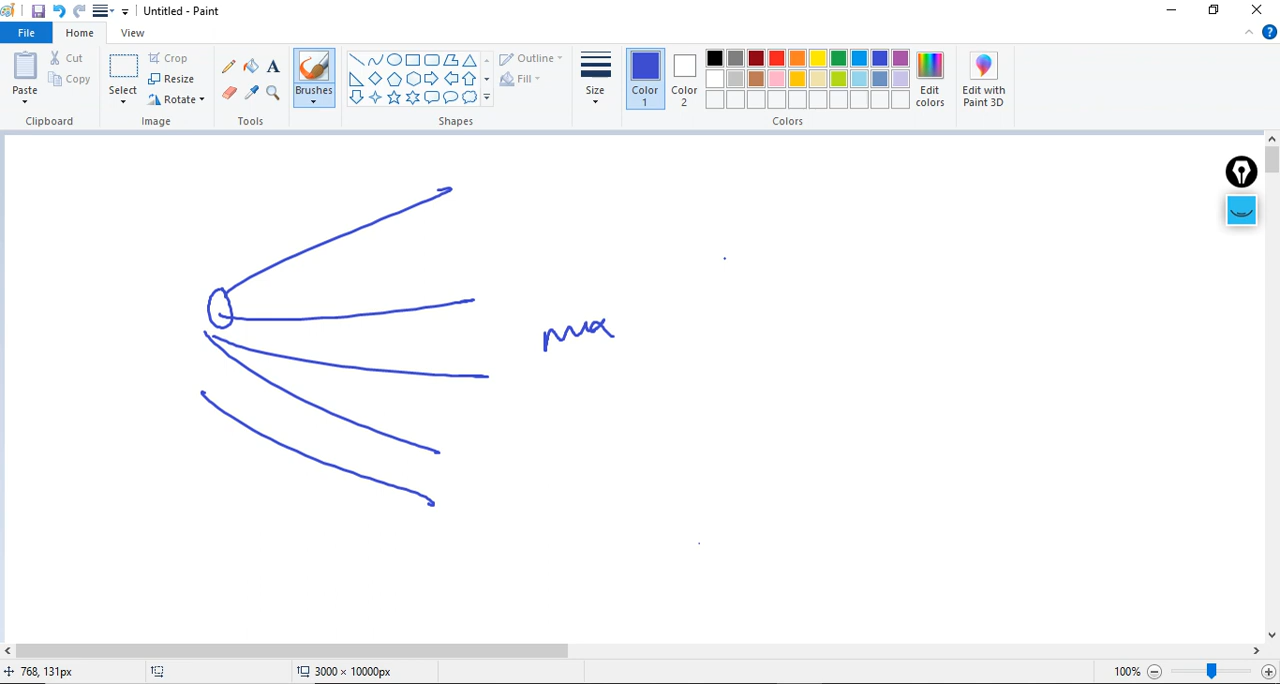 Untitled - Paint
File
Home
View
Paste
Cut
Copy
Clipboard
Select
Crop
Resize
Rotate
Image
A
Tools
Brushes
Shapes
Outline
Fill
Size
Color 1
Color 2
Edit colors
Colors
Edit with Paint 3D
768, 131px
3000 × 10000px
100%